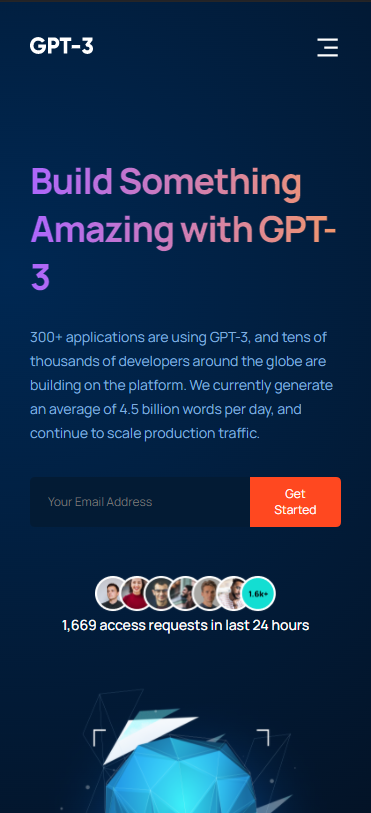 GPT-3
Build Something
Amazing with GPT-
3
300+ applications are using GPT-3, and tens of
thousands of developers around the globe are
building on the platform. We currently generate
an average of 4.5 billion words per day, and
continue to scale production traffic.
Your Email Address
Get
Started
1.6k+
1,669 access requests in last 24 hours